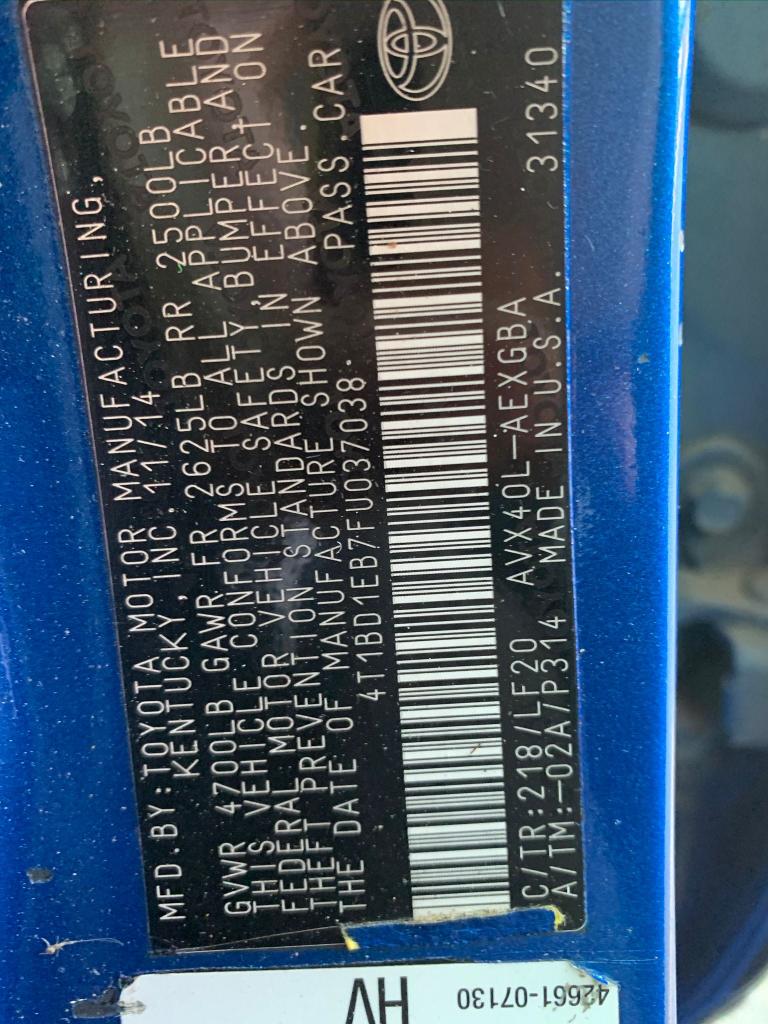 MFD.BY:TOYOTA MOTOR MANUFACTURING,
KENTUCKY,INC.11/14
GVWR 4700LB GAWR FR 2625LB RR 2500LB
THIS VEHICLE CONFORMS TO ALL APPLICABLE
FEDERAL MOTOR VEHICLE SAFETY BUMPER,AND
THEFT PREVENTION STANDARDS IN EFFECT ON
THE DATE OF MANUFACTURE SHOWN ABOVE.
4T1BD1EB7FU037038. PASS.CAR
C/TR:218/LF20 AVX40L-AEXGBA
A/TM:-02A/P314 MADE IN U.S.A. 31340
HV
42661-07130